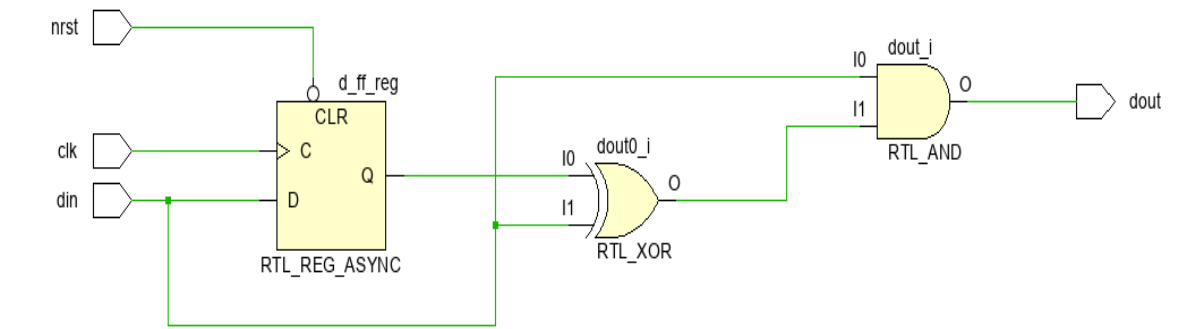 nrst
d_ff_reg
CLR
clk
C
din
D
Q
RTL_REG_ASYNC
dout0_i
I0
I1
O
RTL_XOR
dout_i
I0
I1
O
RTL_AND
dout